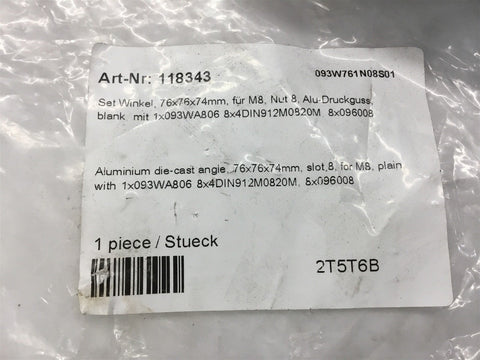 Art-Nr: 118343
093W761N08S01
Set Winkel, 76x76x74mm, für M8, Nut 8, Alu-Druckguss,
blank mit 1x093WA806 8x4DIN912M0820M, 8x096008
Aluminium die-cast angle, 76x76x74mm, slot 8, for M8, plain
with 1x093WA806 8x4DIN912M0820M, 8x096008
1 piece / Stueck
2T5T6B